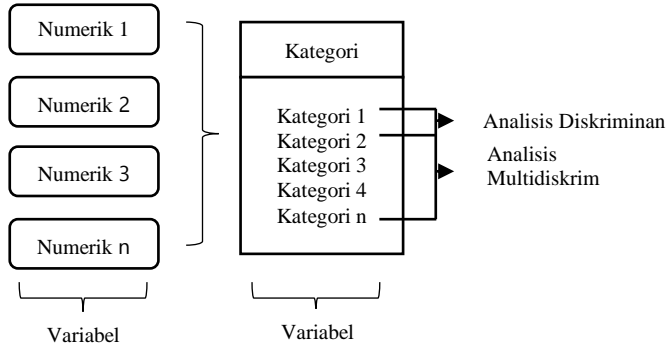 Numerik 1
Numerik 2
Numerik 3
Numerik n
Variabel
Kategori
Kategori 1
Kategori 2
Kategori 3
Kategori 4
Kategori n
Variabel
Analisis Diskriminan
Analisis
Multidiskrim